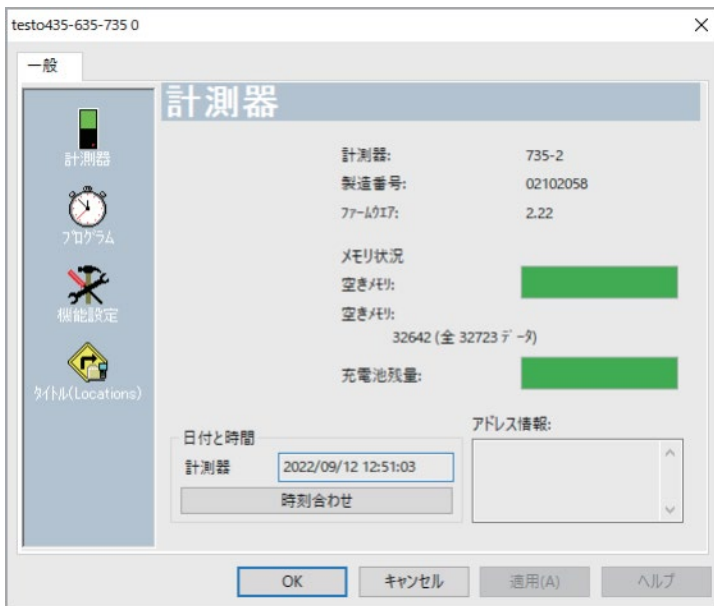 testo435-635-735 0
一般
計測器
プログラム
機能設定
タイトル(Locations)
計測器
計測器: 735-2
製造番号: 02102058
ファームウエア: 2.22
メモリ状況
空きメモリ:
空きメモリ:
32642 (全 32723 データ)
充電池残量:
日付と時間
計測器 2022/09/12 12:51:03
時刻合わせ
アドレス情報:
OK キャンセル 適用(A) ヘルプ